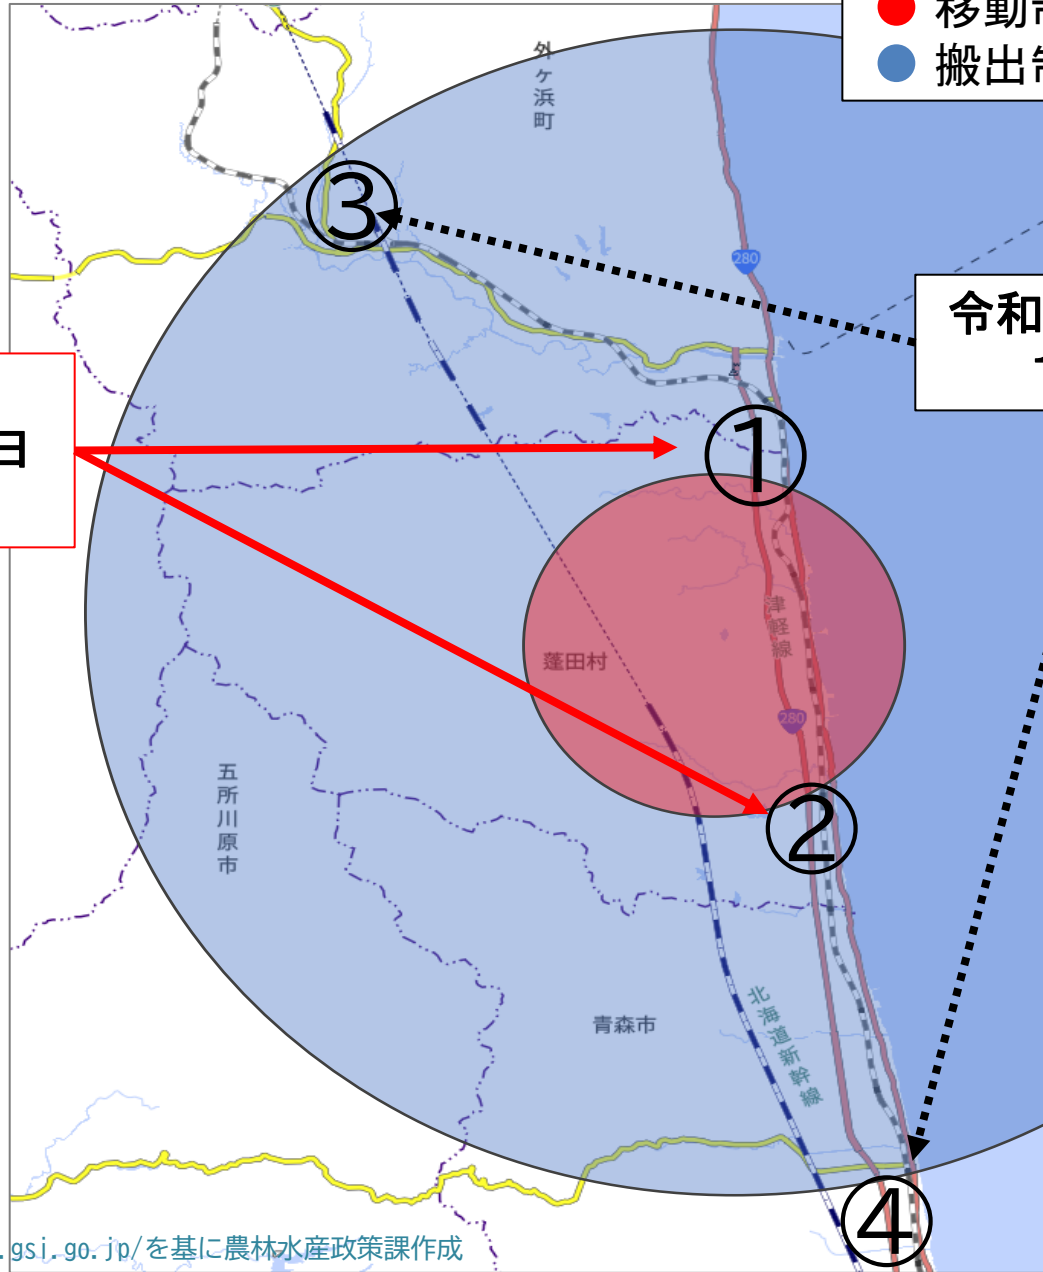 移動
搬出
外ヶ浜町
③
280
令和
日
①
津軽線
蓬田村
280
②
五所川原市
青森市
北海道新幹線
④
.gsi.go.jp/を基に農林水産政策課作成